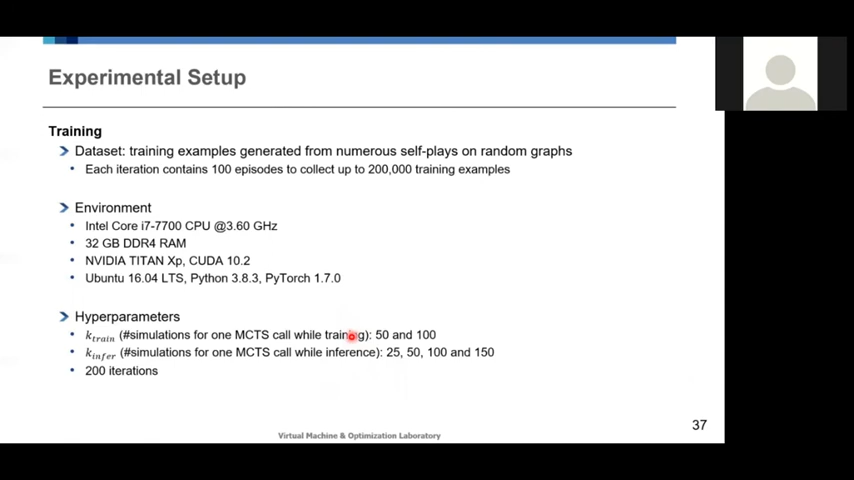 Experimental Setup
Training
Dataset: training examples generated from numerous self-plays on random graphs
Each iteration contains 100 episodes to collect up to 200,000 training examples
Environment
Intel Core i7-7700 CPU @3.60 GHz
32 GB DDR4 RAM
NVIDIA TITAN Xp, CUDA 10.2
Ubuntu 16.04 LTS, Python 3.8.3, PyTorch 1.7.0
Hyperparameters
k_train (#simulations for one MCTS call while training): 50 and 100
k_infer (#simulations for one MCTS call while inference): 25, 50, 100 and 150
200 iterations
37
Virtual Machine & Optimization Laboratory